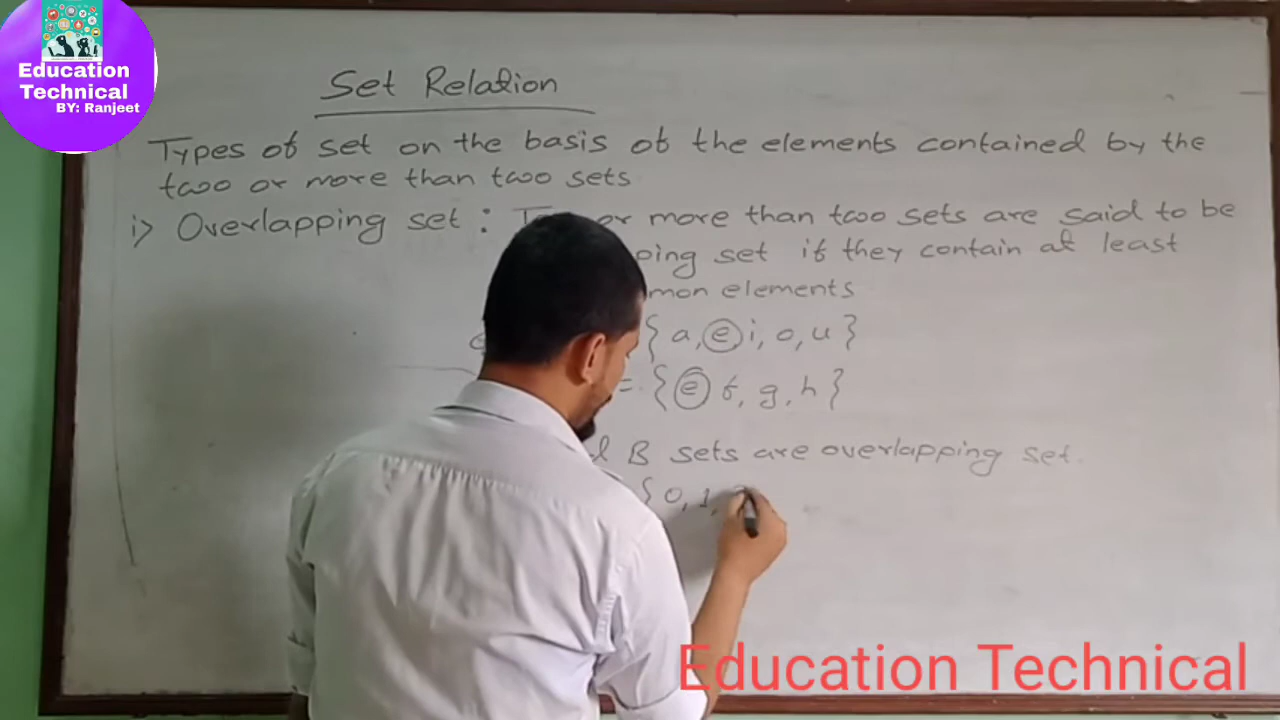 Education
Technical
BY: Ranjeet
Set Relation
Types of set on the basis of the elements contained by the
two or more than two sets
i) Overlapping set : or more than two sets are said to be
set if they contain at least
elements
{ a, e, i, o, u }
= { e f, g, h }
B sets are overlapping set.
{ 0, 1,
Education Technical